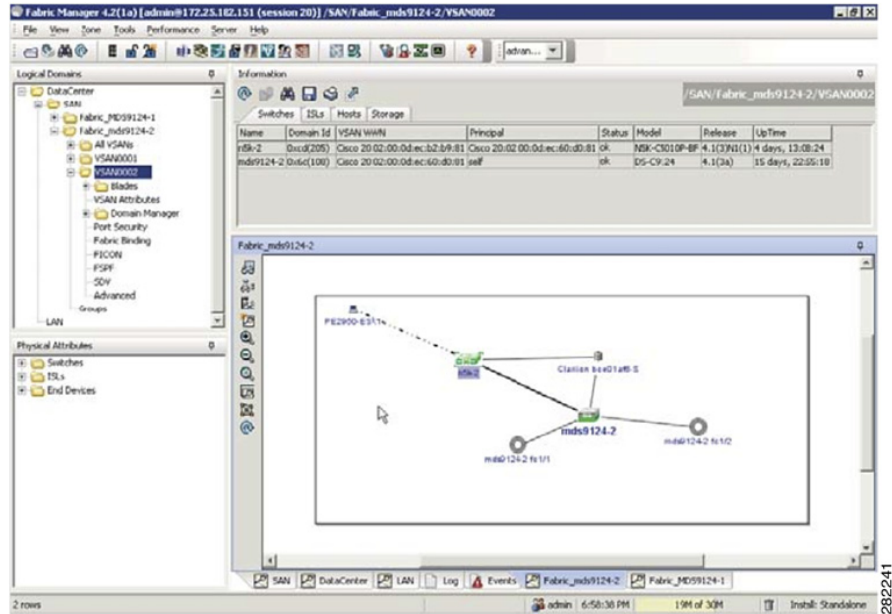 Fabric Manager 4.2(1a) [admin@172.25.182.151 (session 20)] /SAN/Fabric_mds9124-2/VSAN0002
File View Zone Tools Performance Server Help
advan...
Logical Domains
DataCenter
SAN
Fabric_MDS9124-1
Fabric_mds9124-2
All VSANs
VSAN0001
VSAN0002
Blades
VSAN Attributes
Domain Manager
Port Security
Fabric Binding
FICON
FSPF
SDV
Advanced
Groups
LAN
Physical Attributes
Switches
ISLs
End Devices
Information
/SAN/Fabric_mds9124-2/VSAN0002
Switches ISLs Hosts Storage
Name Domain Id VSAN WWN Principal Status Model Release UpTime
n5k-2 0xcd(205) Cisco 20:02:00:0d:ec:b2:b9:81 Cisco 20:02:00:0d:ec:60:d0:81 ok N5K-C5010P-BF 4.1(3)N1(1) 4 days, 13:08:24
mds9124-2 0x6c(108) Cisco 20:02:00:0d:ec:60:d0:81 self ok DS-C9124 4.1(3a) 15 days, 22:55:18
Fabric_mds9124-2
n5k-2
Clariion
mds9124-2
mds9124-2 fc1/1
mds9124-2 fc1/2
SAN DataCenter LAN Log Events Fabric_mds9124-2 Fabric_MDS9124-1
2 rows admin 6:58:38 PM 19M of 30M Install: Standalone
282241